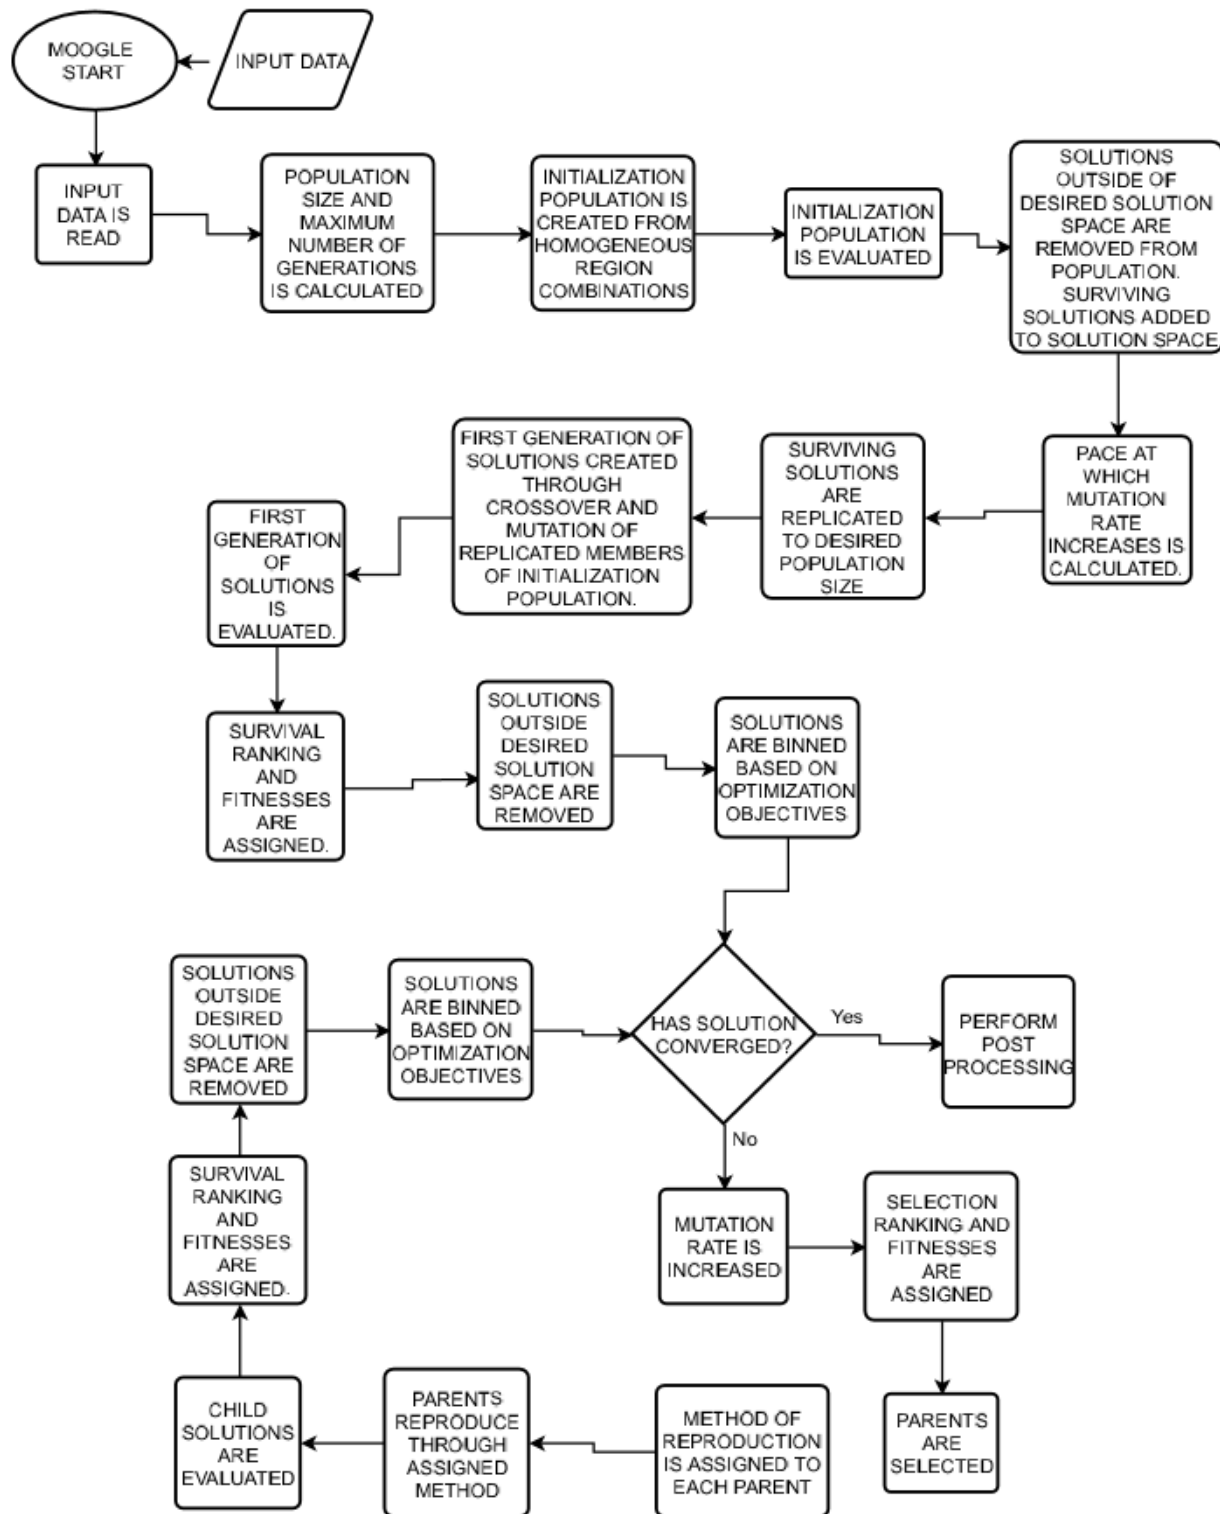 MOOGLE
START
INPUT DATA
INPUT
DATA IS
READ
POPULATION
SIZE AND
MAXIMUM
NUMBER OF
GENERATIONS
IS CALCULATED
INITIALIZATION
POPULATION IS
CREATED FROM
HOMOGENEOUS
REGION
COMBINATIONS
INITIALIZATION
POPULATION
IS EVALUATED
SOLUTIONS
OUTSIDE OF
DESIRED SOLUTION
SPACE ARE
REMOVED FROM
POPULATION.
SURVIVING
SOLUTIONS ADDED
TO SOLUTION SPACE
PACE AT
WHICH
MUTATION
RATE
INCREASES IS
CALCULATED.
SURVIVING
SOLUTIONS
ARE
REPLICATED
TO DESIRED
POPULATION
SIZE
FIRST GENERATION OF
SOLUTIONS CREATED
THROUGH
CROSSOVER AND
MUTATION OF
REPLICATED MEMBERS
OF INITIALIZATION
POPULATION.
FIRST
GENERATION
OF
SOLUTIONS
IS
EVALUATED.
SURVIVAL
RANKING
AND
FITNESSES
ARE
ASSIGNED.
SOLUTIONS
OUTSIDE
DESIRED
SOLUTION
SPACE ARE
REMOVED
SOLUTIONS
ARE BINNED
BASED ON
OPTIMIZATION
OBJECTIVES
HAS SOLUTION
CONVERGED?
Yes
PERFORM
POST
PROCESSING
No
MUTATION
RATE IS
INCREASED
SELECTION
RANKING AND
FITNESSES
ARE
ASSIGNED
PARENTS
ARE
SELECTED
METHOD OF
REPRODUCTION
IS ASSIGNED TO
EACH PARENT
PARENTS
REPRODUCE
THROUGH
ASSIGNED
METHOD
CHILD
SOLUTIONS
ARE
EVALUATED
SURVIVAL
RANKING
AND
FITNESSES
ARE
ASSIGNED.
SOLUTIONS
OUTSIDE
DESIRED
SOLUTION
SPACE ARE
REMOVED
SOLUTIONS
ARE BINNED
BASED ON
OPTIMIZATION
OBJECTIVES